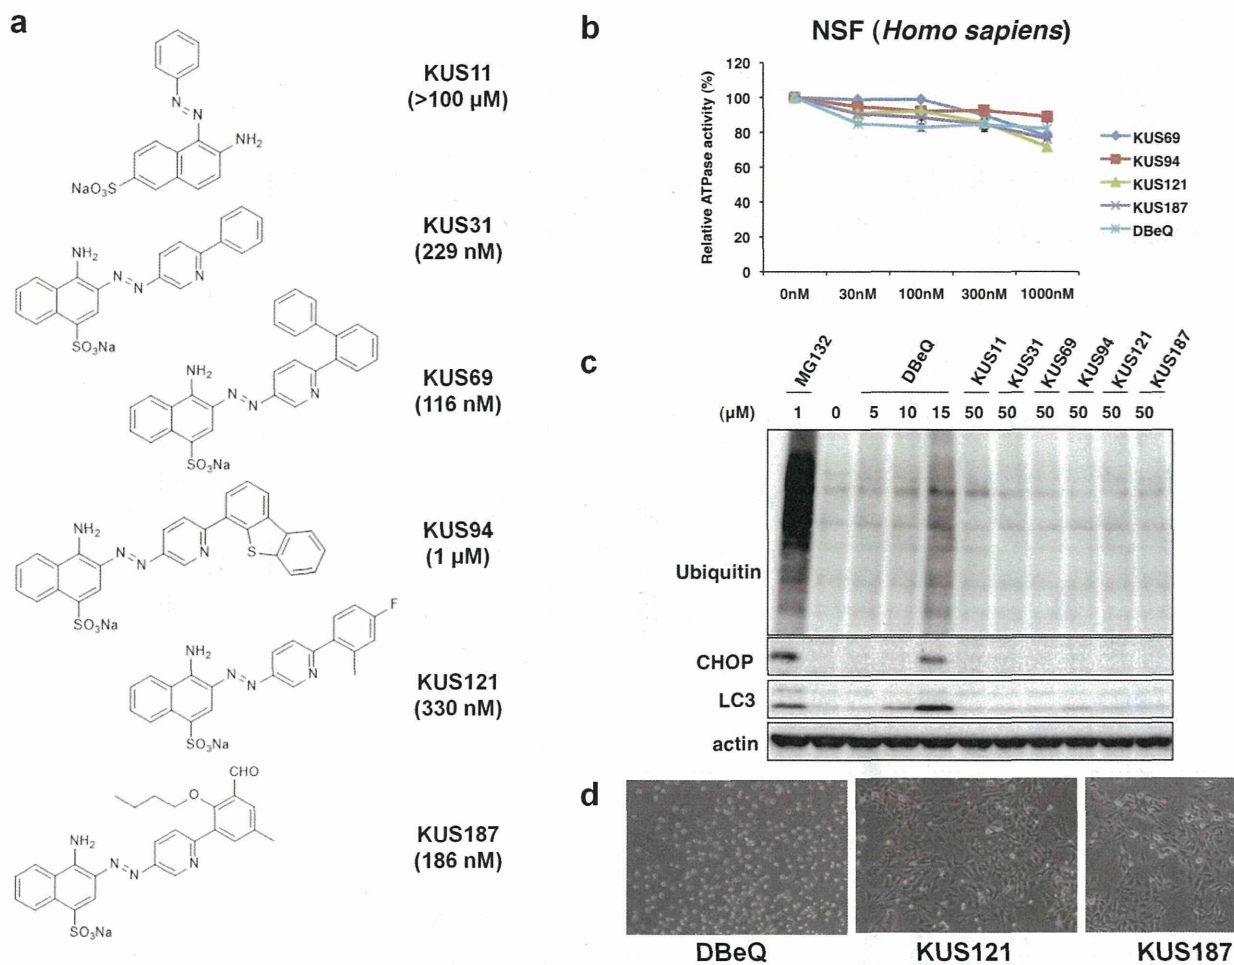 a
N
N
NH₂
NaO₃S
KUS11
(>100 µM)
NH₂
N
N
N
SO₃Na
KUS31
(229 nM)
NH₂
N
N
N
SO₃Na
KUS69
(116 nM)
NH₂
N
N
N
S
SO₃Na
KUS94
(1 µM)
F
NH₂
N
N
N
SO₃Na
KUS121
(330 nM)
CHO
O
NH₂
N
N
N
SO₃Na
KUS187
(186 nM)
b
NSF (Homo sapiens)
Relative ATPase activity (%)
120
100
80
60
40
20
0
0nM 30nM 100nM 300nM 1000nM
KUS69
KUS94
KUS121
KUS187
DBeQ
c
MG132 DBeQ KUS11 KUS31 KUS69 KUS94 KUS121 KUS187
(µM) 1 0 5 10 15 50 50 50 50 50 50
Ubiquitin
CHOP
LC3
actin
d
DBeQ KUS121 KUS187